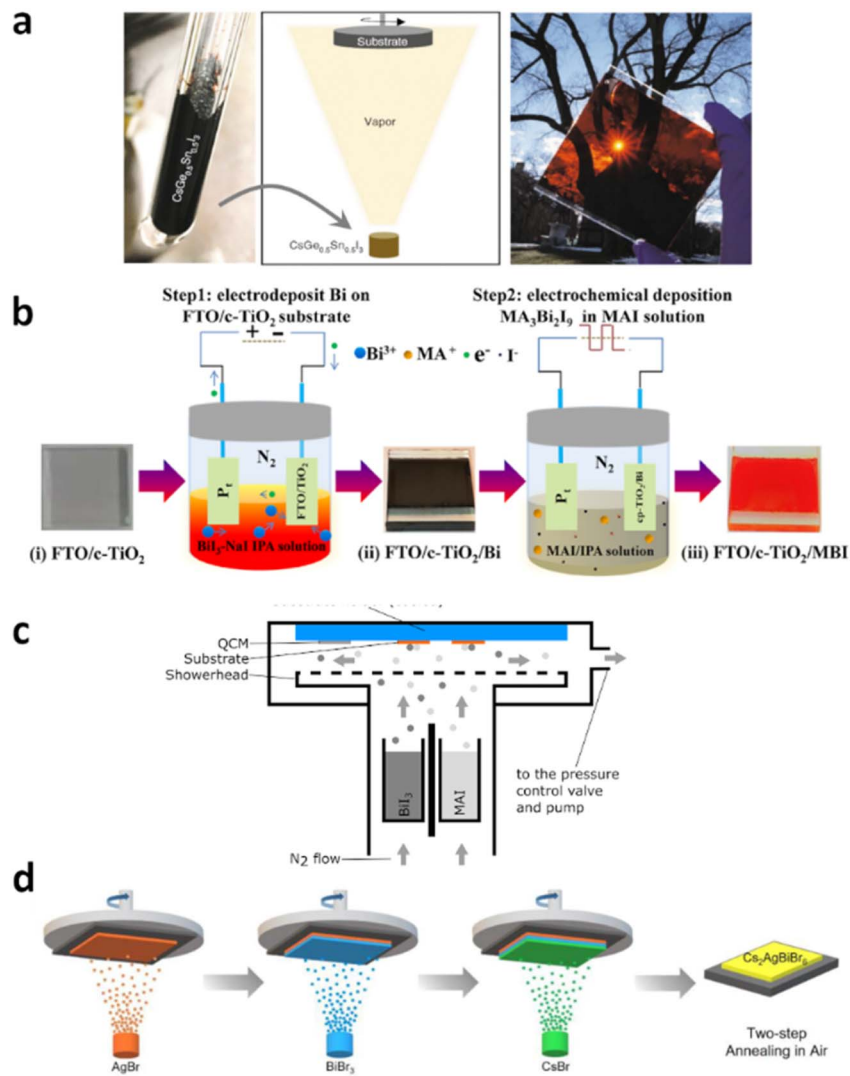 a
CsGe0.5Sn0.5I3
Substrate
Vapor
CsGe0.5Sn0.5I3
b
Step1: electrodeposit Bi on
FTO/c-TiO2 substrate
Step2: electrochemical deposition
MA3Bi2I9 in MAI solution
+ -
Bi3+ MA+ e- · I-
N2
Pt
FTO/TiO2
BiI3-NaI IPA solution
N2
Pt
cp-TiO2/Bi
MAI/IPA solution
(i) FTO/c-TiO2
(ii) FTO/c-TiO2/Bi
(iii) FTO/c-TiO2/MBI
c
QCM
Substrate
Showerhead
BiI3
MAI
to the pressure
control valve
and pump
N2 flow
d
AgBr
BiBr3
CsBr
Cs2AgBiBr6
Two-step
Annealing in Air